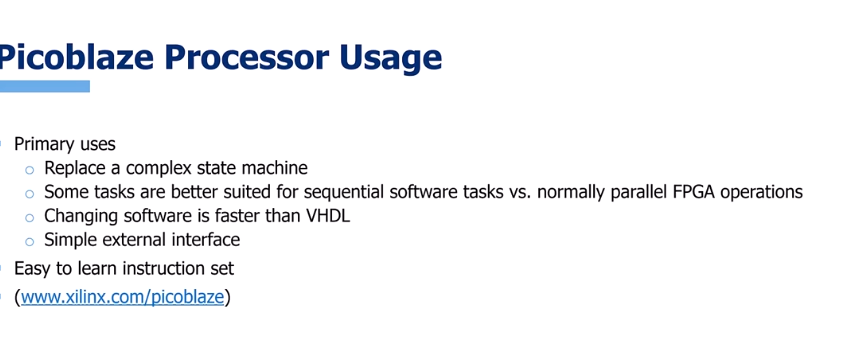 Picoblaze Processor Usage
Primary uses
Replace a complex state machine
Some tasks are better suited for sequential software tasks vs. normally parallel FPGA operations
Changing software is faster than VHDL
Simple external interface
Easy to learn instruction set
(www.xilinx.com/picoblaze)